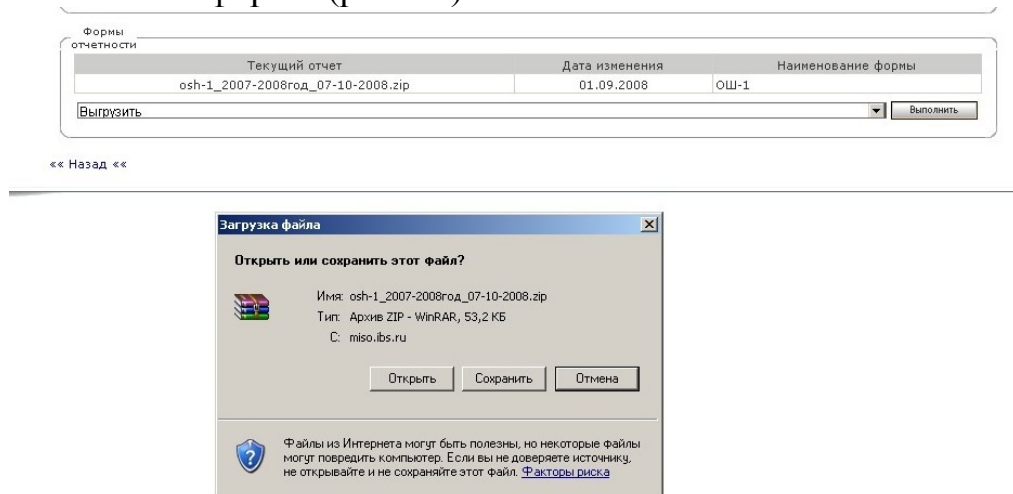 Формы
отчетности
Текущий отчет Дата изменения Наименование формы
osh-1_2007-2008год_07-10-2008.zip 01.09.2008 ОШ-1
Выгрузить Выполнить
«« Назад ««
Загрузка файла
Открыть или сохранить этот файл?
Имя: osh-1_2007-2008год_07-10-2008.zip
Тип: Архив ZIP - WinRAR, 53,2 КБ
С: miso.ibs.ru
Открыть Сохранить Отмена
Файлы из Интернета могут быть полезны, но некоторые файлы
могут повредить компьютер. Если вы не доверяете источнику,
не открывайте и не сохраняйте этот файл. Факторы риска